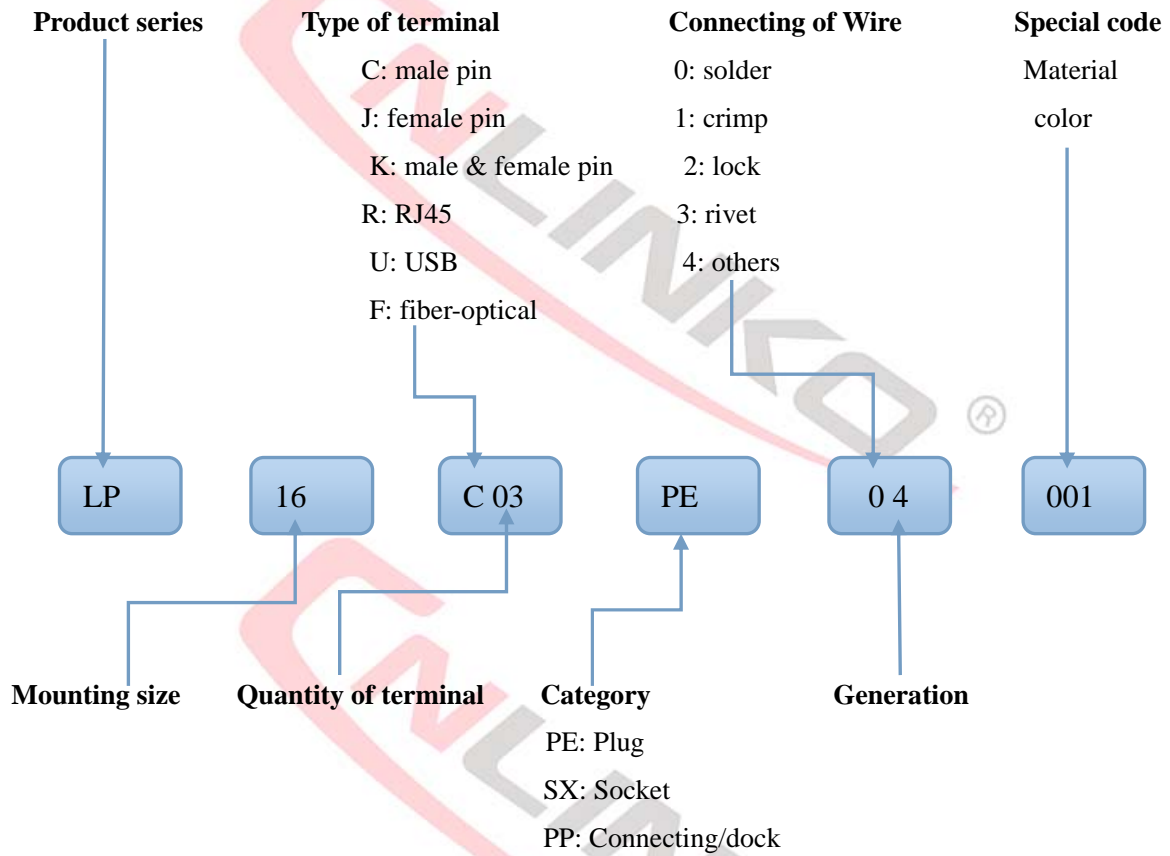 Product series Type of terminal Connecting of Wire Special code
C: male pin 0: solder Material
J: female pin 1: crimp color
K: male & female pin 2: lock
R: RJ45 3: rivet
U: USB 4: others
F: fiber-optical
CNLINKO ®
LP 16 C 03 PE 0 4 001
Mounting size Quantity of terminal Category Generation
PE: Plug
SX: Socket
PP: Connecting/dock